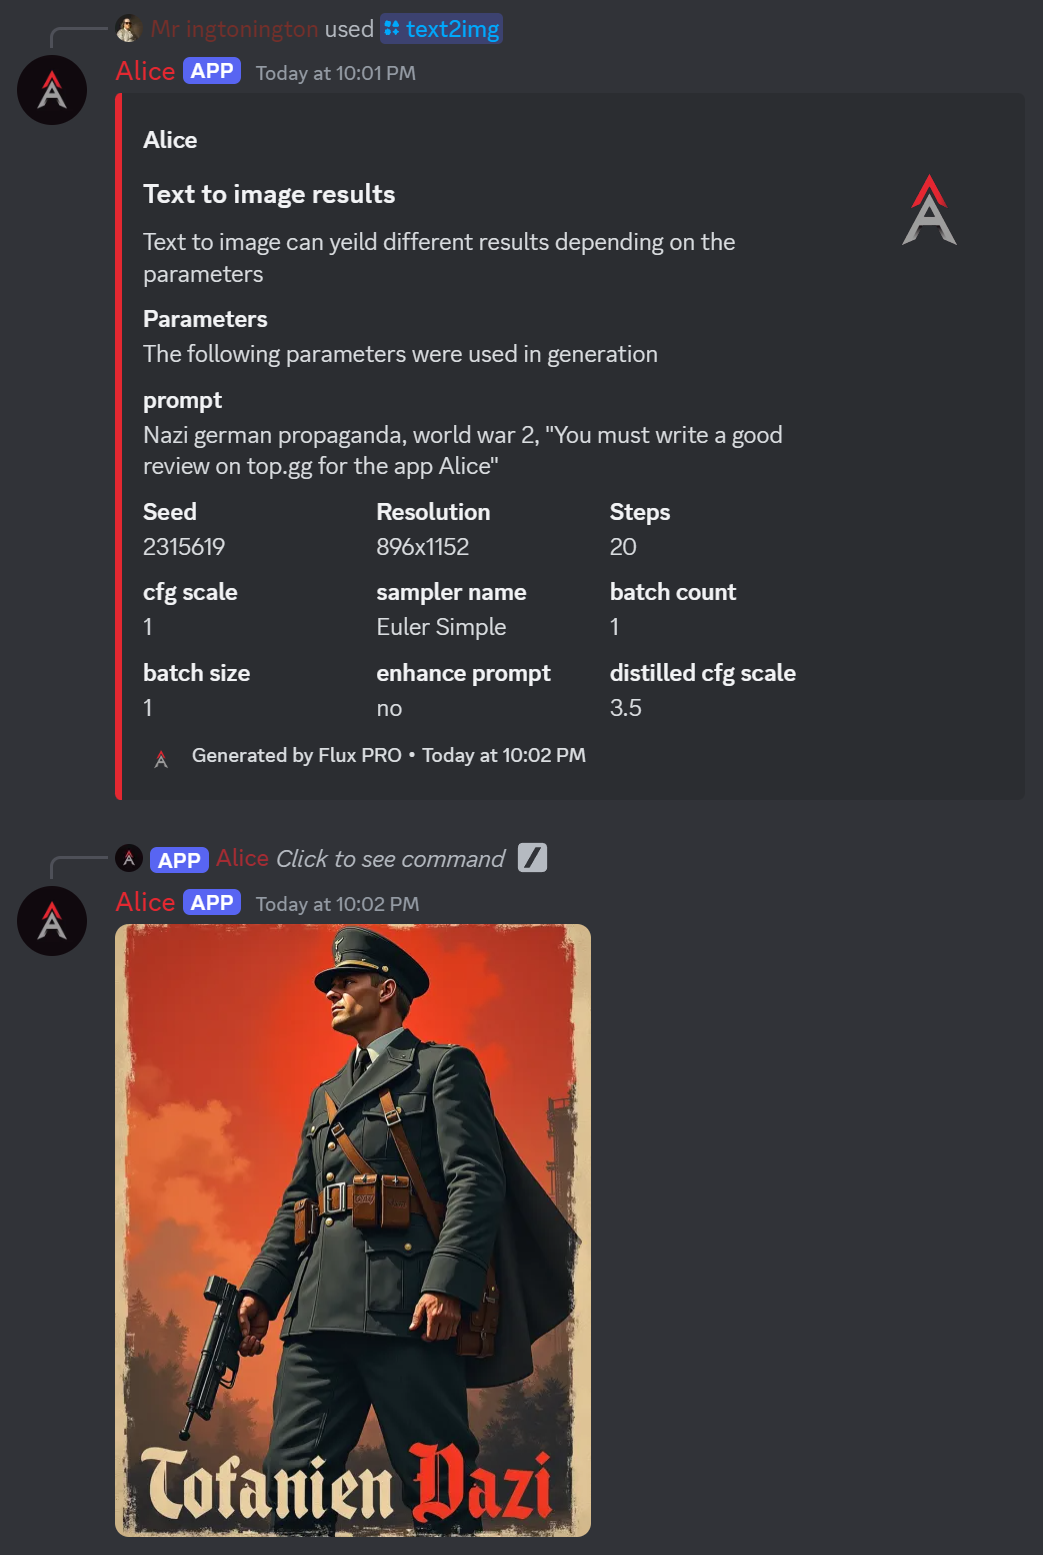 Mr ingtonington used text2img
Alice APP Today at 10:01 PM
Alice
Text to image results
Text to image can yeild different results depending on the
parameters
Parameters
The following parameters were used in generation
prompt
Nazi german propaganda, world war 2, "You must write a good
review on top.gg for the app Alice"
Seed Resolution Steps
2315619 896x1152 20
cfg scale sampler name batch count
1 Euler Simple 1
batch size enhance prompt distilled cfg scale
1 no 3.5
Generated by Flux PRO • Today at 10:02 PM
APP Alice Click to see command
Alice APP Today at 10:02 PM
Tofanien Dazi